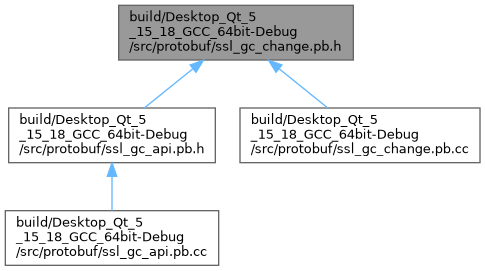 build/Desktop_Qt_5
_15_18_GCC_64bit-Debug
/src/protobuf/ssl_gc_change.pb.h
build/Desktop_Qt_5
_15_18_GCC_64bit-Debug
/src/protobuf/ssl_gc_api.pb.h
build/Desktop_Qt_5
_15_18_GCC_64bit-Debug
/src/protobuf/ssl_gc_change.pb.cc
build/Desktop_Qt_5
_15_18_GCC_64bit-Debug
/src/protobuf/ssl_gc_api.pb.cc